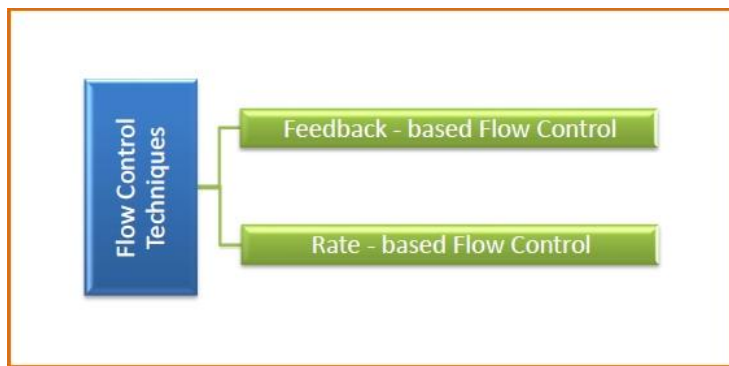 Flow Control
Techniques
Feedback - based Flow Control
Rate - based Flow Control